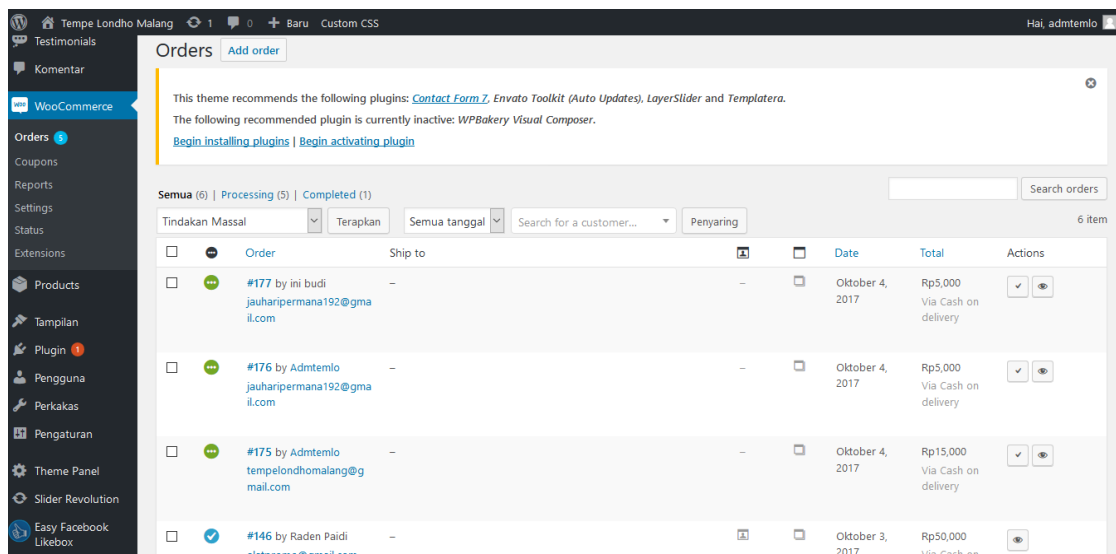 Tempe Londho Malang 1 0 + Baru Custom CSS Hai, admtemlo
Testimonials
Komentar
WooCommerce
Orders 5
Coupons
Reports
Settings
Status
Extensions
Products
Tampilan
Plugin 1
Pengguna
Perkakas
Pengaturan
Theme Panel
Slider Revolution
Easy Facebook
Likebox
Orders Add order
This theme recommends the following plugins: Contact Form 7, Envato Toolkit (Auto Updates), LayerSlider and Templatera.
The following recommended plugin is currently inactive: WPBakery Visual Composer.
Begin installing plugins | Begin activating plugin
Semua (6) | Processing (5) | Completed (1)
Search orders
Tindakan Massal Terapkan Semua tanggal Search for a customer... Penyaring 6 item
Order Ship to Date Total Actions
#177 by ini budi – – Oktober 4, Rp5,000
jauharipermana192@gma 2017 Via Cash on
il.com delivery
#176 by Admtemlo – – Oktober 4, Rp5,000
jauharipermana192@gma 2017 Via Cash on
il.com delivery
#175 by Admtemlo – – Oktober 4, Rp15,000
tempelondhomalang@g 2017 Via Cash on
mail.com delivery
#146 by Raden Paidi – Oktober 3, Rp50,000
2017 Via Cash on